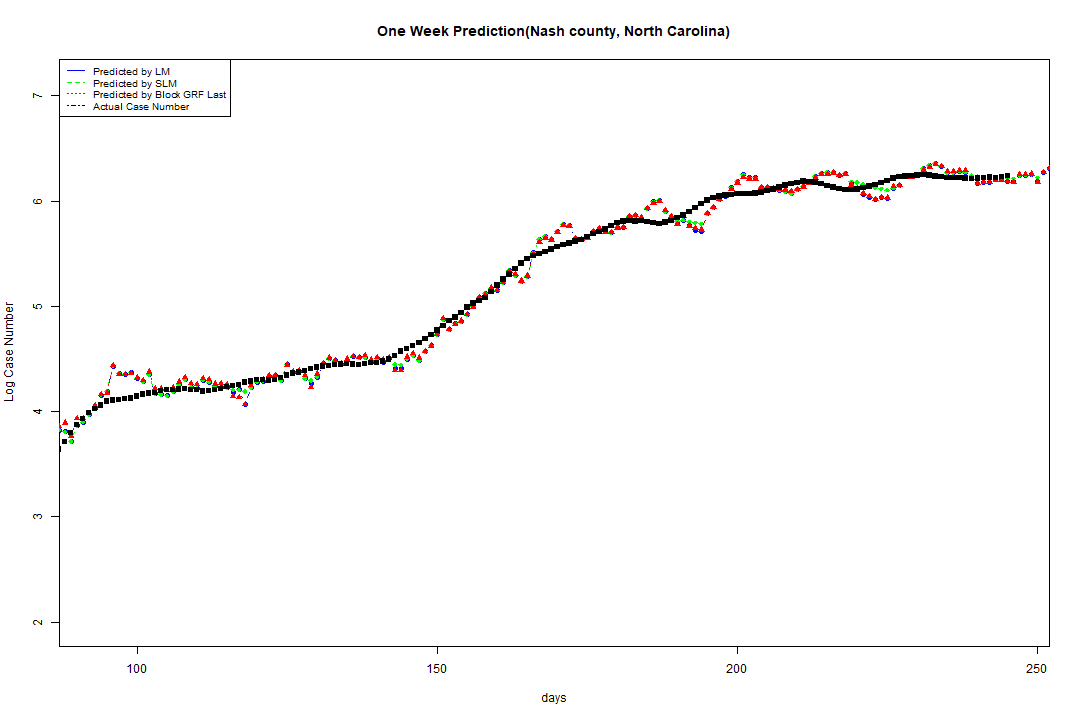 One Week Prediction(Nash county, North Carolina)
Predicted by LM
Predicted by SLM
Predicted by Block GRF Last
Actual Case Number
7
6
5
4
3
2
Log Case Number
100 150 200 250
days